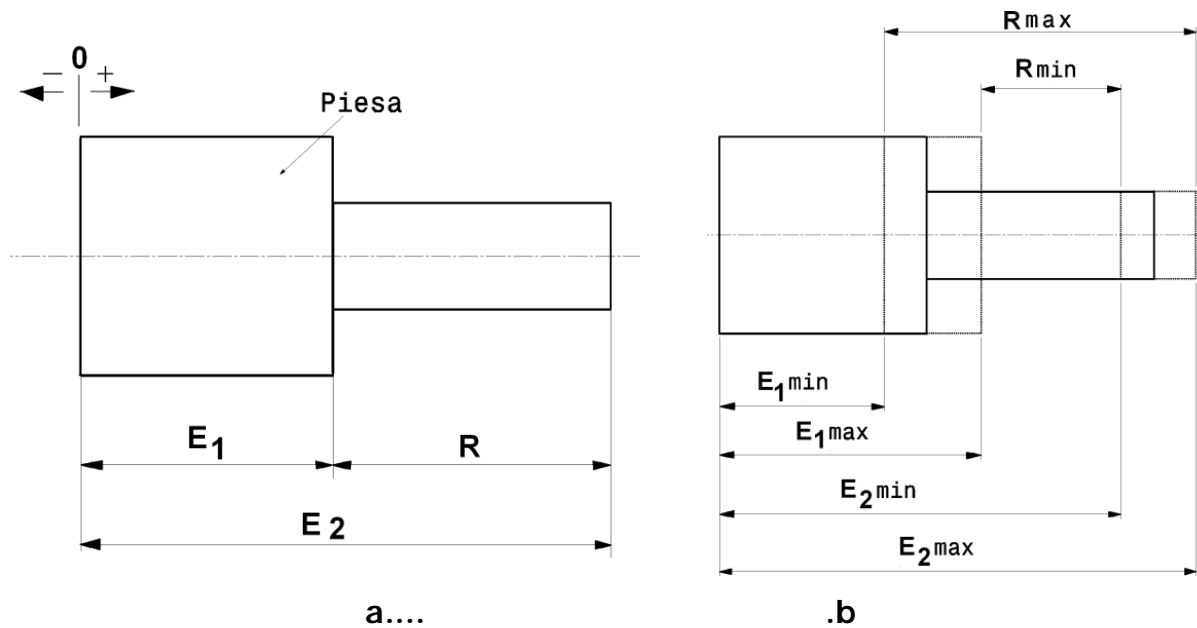 0
− +
Piesa
E1
R
E2
a....
Rmax
Rmin
E1min
E1max
E2min
E2max
.b